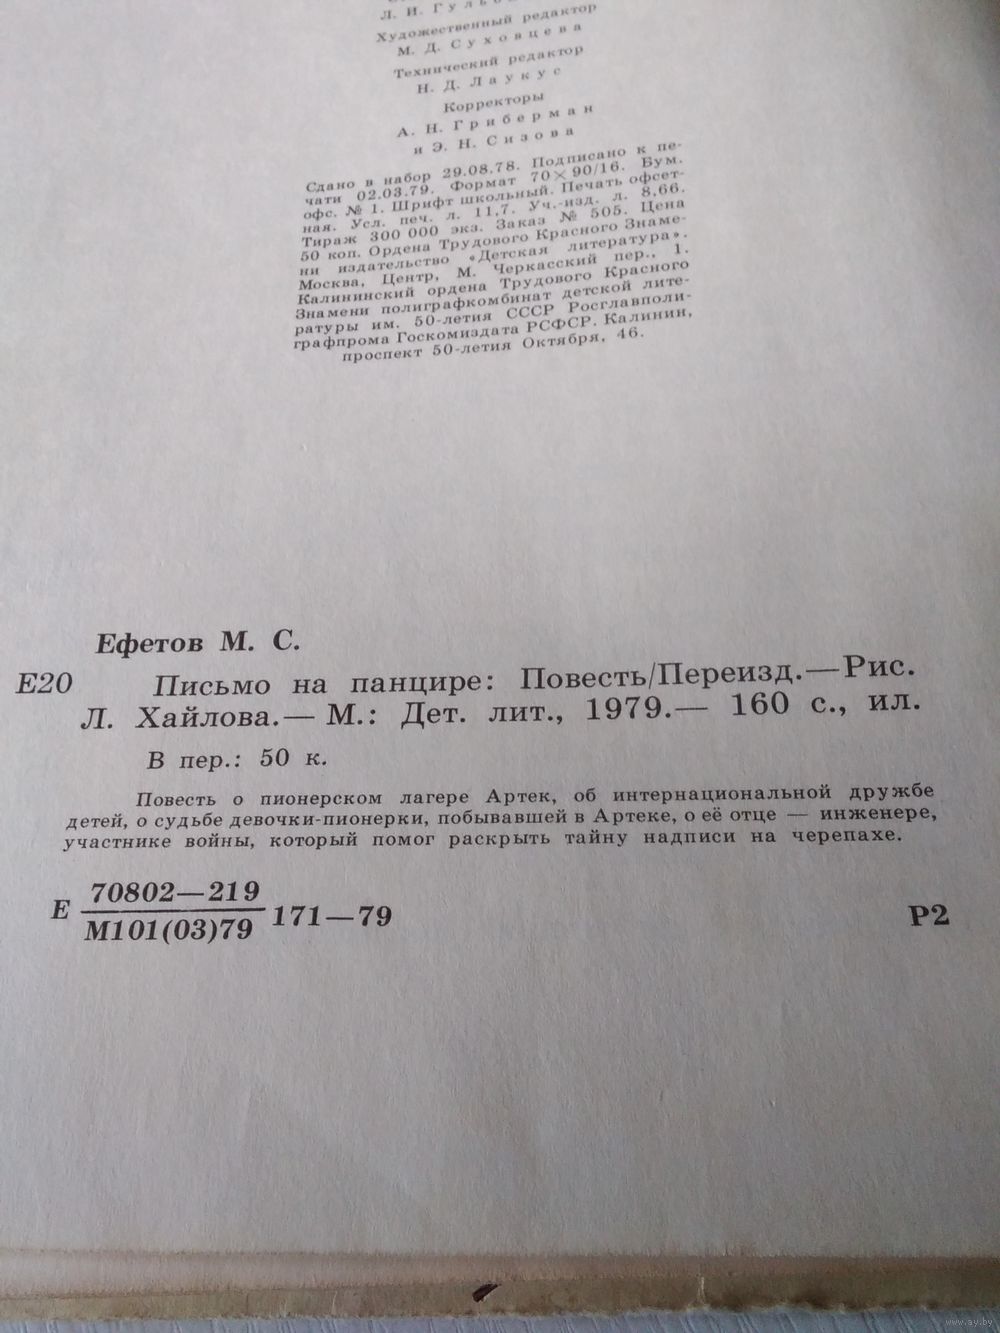 Л. И. Гуль
Художественный редактор
М. Д. Суховцева
Технический редактор
Н. Д. Лаукус
Корректоры
А. Н. Гриберман
и Э. Н. Сизова
Сдано в набор 29.08.78. Подписано к пе-
чати 02.03.79. Формат 70×90/16. Бум.
офс. № 1. Шрифт школьный. Печать офсет-
ная. Усл. печ. л. 11,7. Уч.-изд. л. 8,66.
Тираж 300 000 экз. Заказ № 505. Цена
50 коп. Ордена Трудового Красного Знаме-
ни издательство «Детская литература».
Москва, Центр, М. Черкасский пер., 1.
Калининский ордена Трудового Красного
Знамени полиграфкомбинат детской лите-
ратуры им. 50-летия СССР Росглавполи-
графпрома Госкомиздата РСФСР. Калинин,
проспект 50-летия Октября, 46.
Ефетов М. С.
Е20 Письмо на панцире: Повесть/Переизд.—Рис.
Л. Хайлова.— М.: Дет. лит., 1979.— 160 с., ил.
В пер.: 50 к.
Повесть о пионерском лагере Артек, об интернациональной дружбе
детей, о судьбе девочки-пионерки, побывавшей в Артеке, о её отце — инженере,
участнике войны, который помог раскрыть тайну надписи на черепахе.
Е 70802—219
М101(03)79 171—79 Р2
www.ay.by